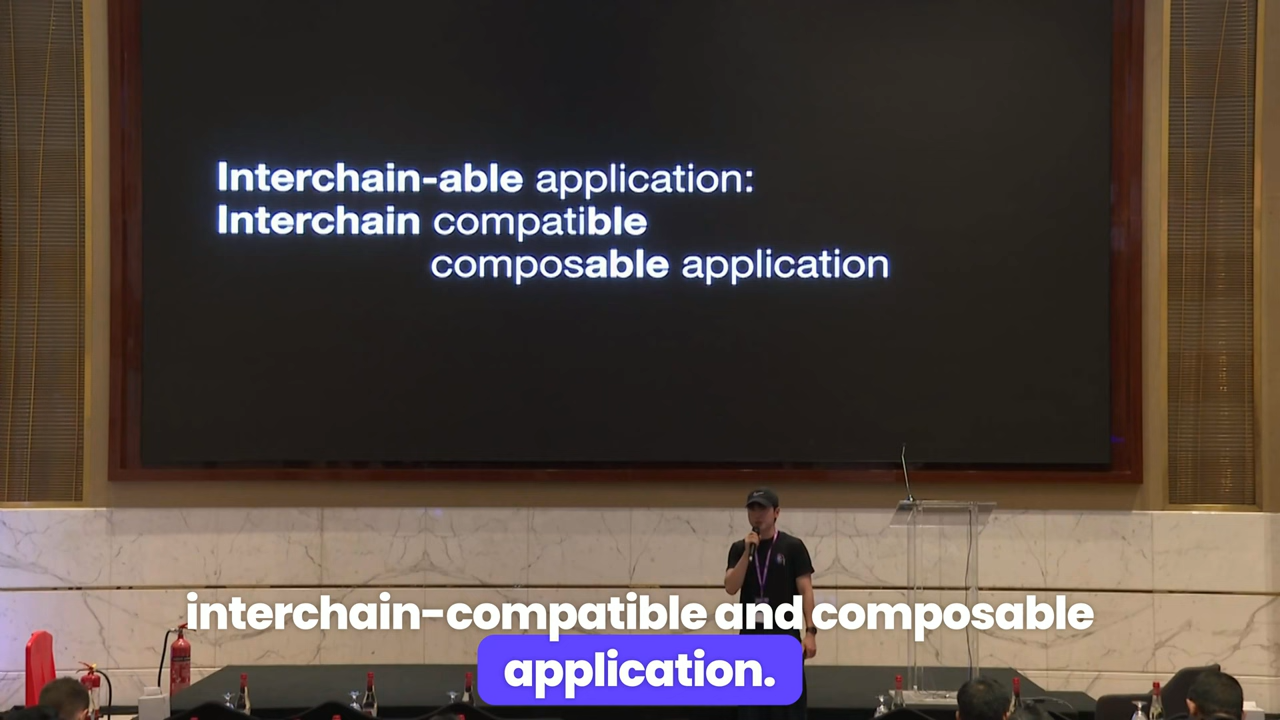 Interchain-able application:
Interchain compatible
composable application
interchain-compatible and composable
application.